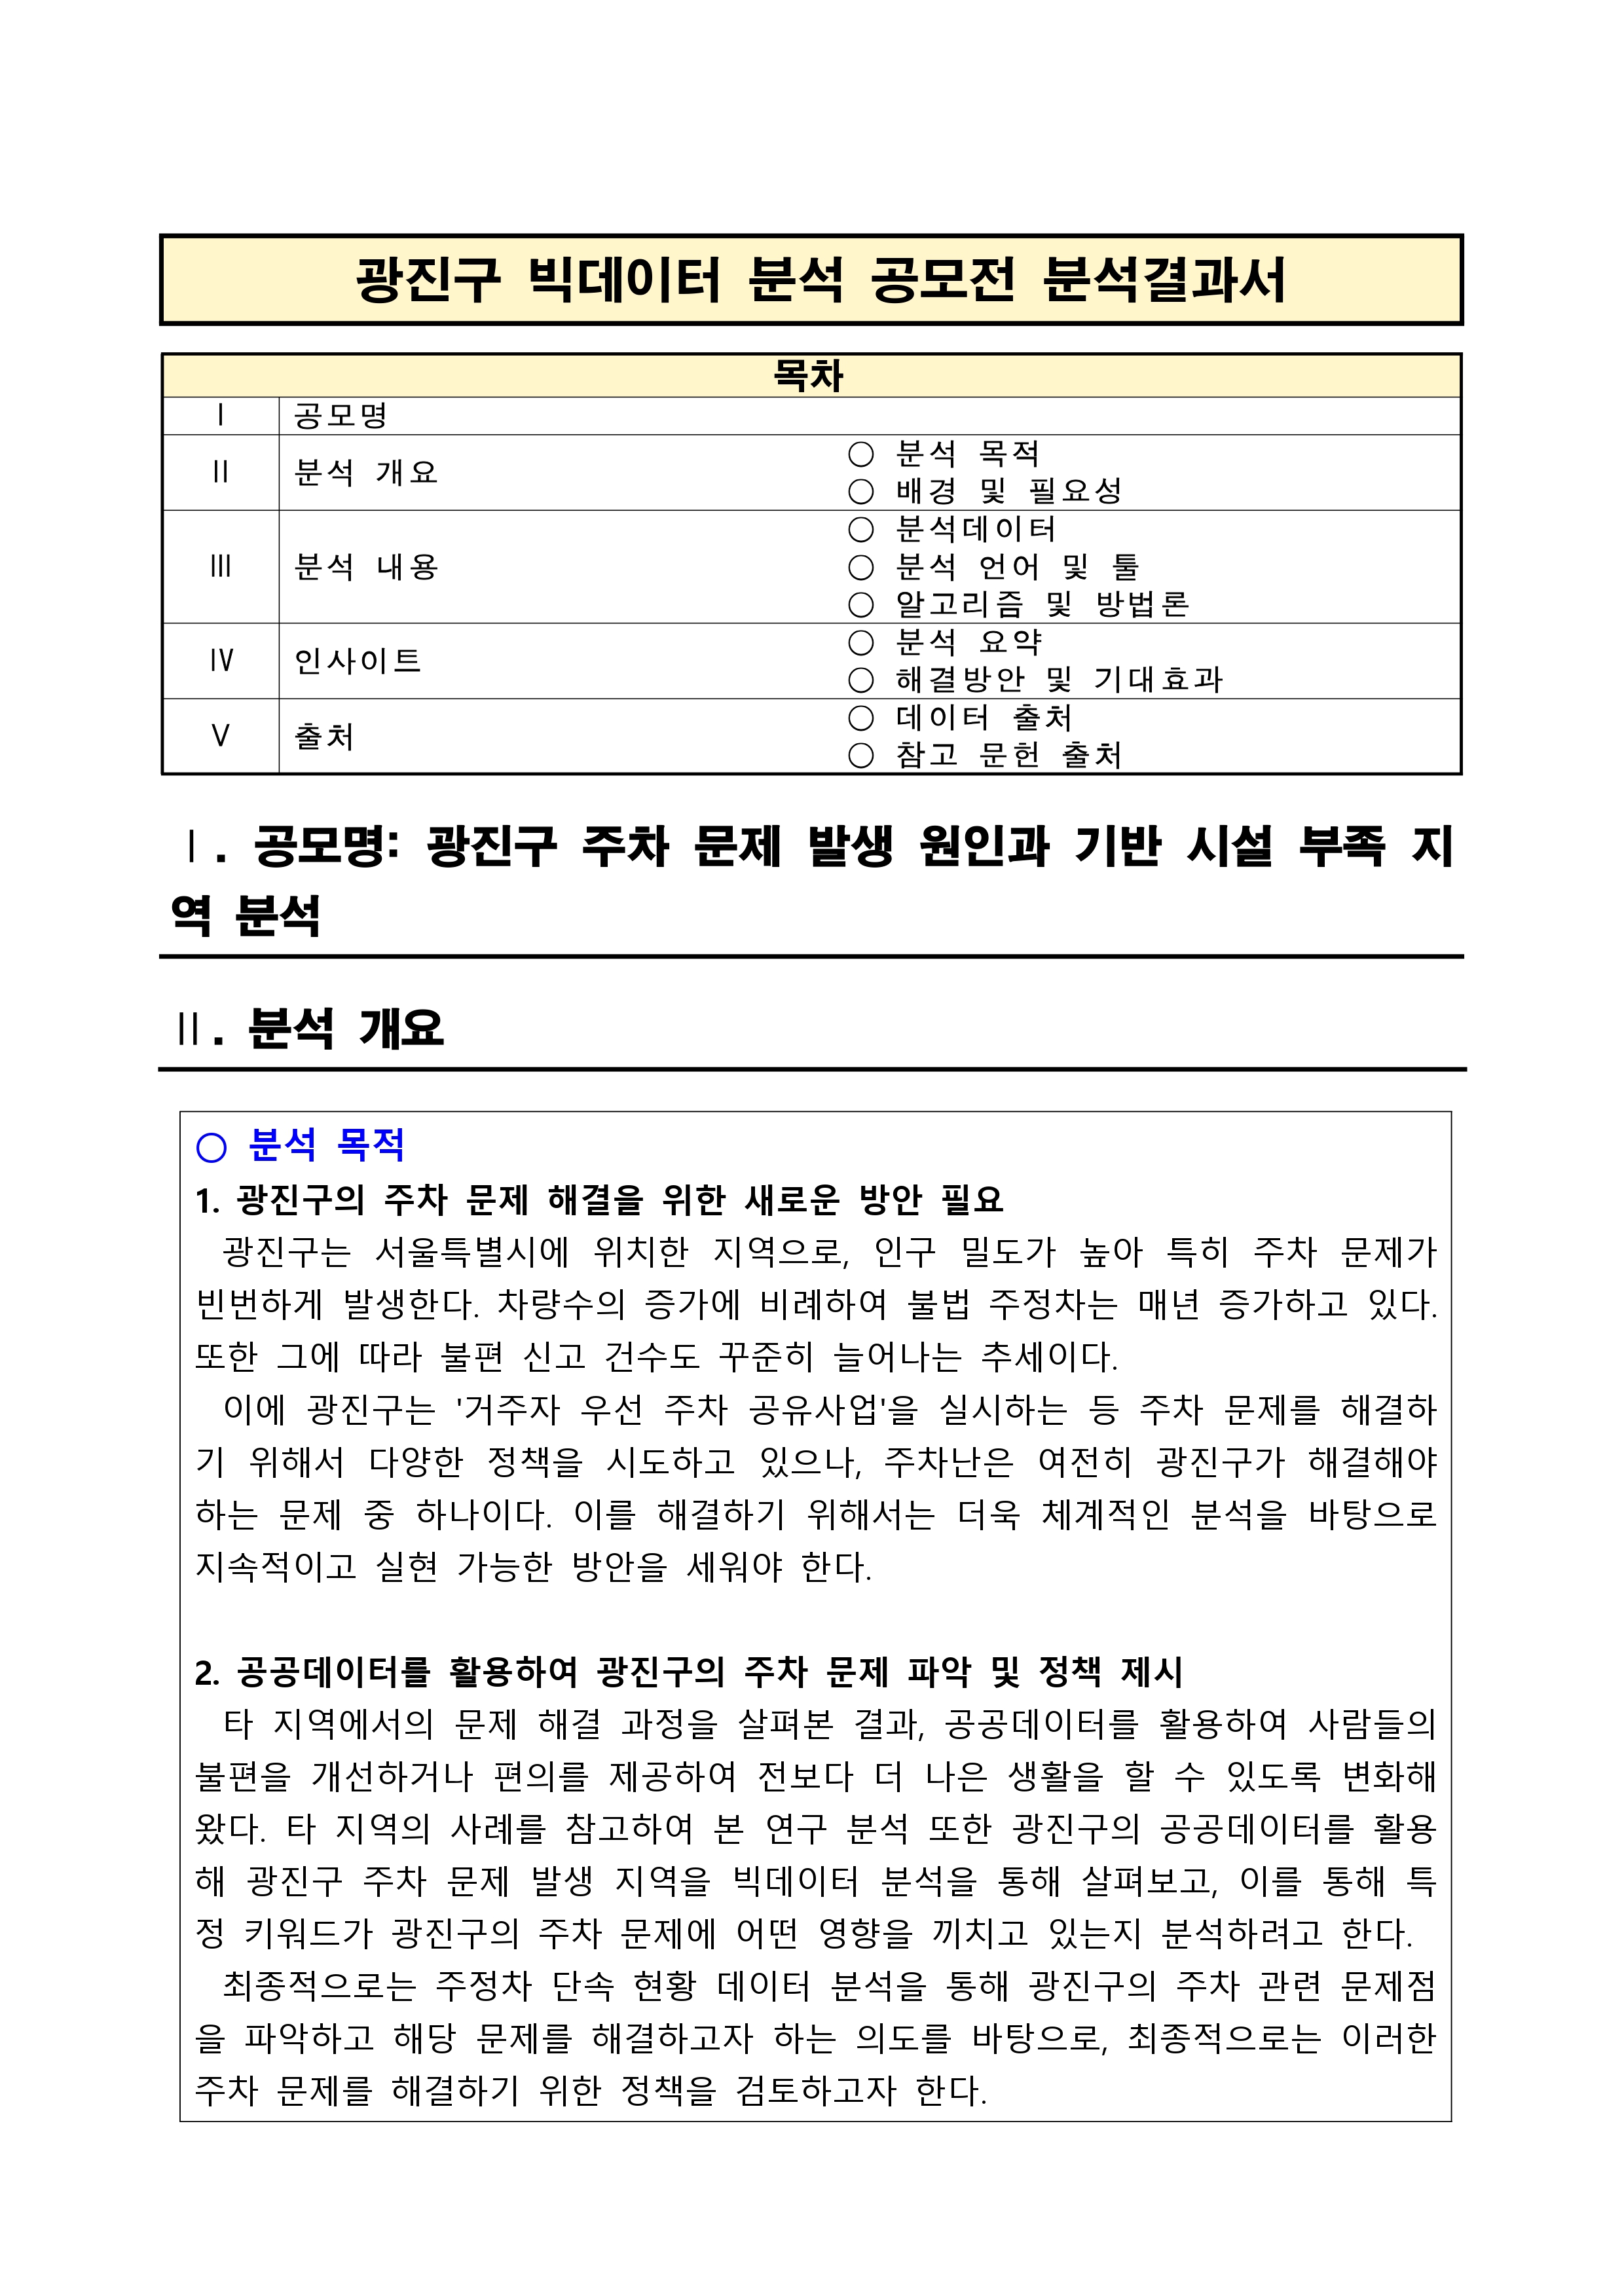 광진구 빅데이터 분석 공모전 분석결과서
목차
Ⅰ 공모명
Ⅱ 분석 개요
○ 분석 목적
○ 배경 및 필요성
Ⅲ 분석 내용
○ 분석데이터
○ 분석 언어 및 툴
○ 알고리즘 및 방법론
Ⅳ 인사이트
○ 분석 요약
○ 해결방안 및 기대효과
Ⅴ 출처
○ 데이터 출처
○ 참고 문헌 출처
Ⅰ. 공모명: 광진구 주차 문제 발생 원인과 기반 시설 부족 지
역 분석
Ⅱ. 분석 개요
○ 분석 목적
1. 광진구의 주차 문제 해결을 위한 새로운 방안 필요
광진구는 서울특별시에 위치한 지역으로, 인구 밀도가 높아 특히 주차 문제가
빈번하게 발생한다. 차량수의 증가에 비례하여 불법 주정차는 매년 증가하고 있다.
또한 그에 따라 불편 신고 건수도 꾸준히 늘어나는 추세이다.
이에 광진구는 '거주자 우선 주차 공유사업'을 실시하는 등 주차 문제를 해결하
기 위해서 다양한 정책을 시도하고 있으나, 주차난은 여전히 광진구가 해결해야
하는 문제 중 하나이다. 이를 해결하기 위해서는 더욱 체계적인 분석을 바탕으로
지속적이고 실현 가능한 방안을 세워야 한다.
2. 공공데이터를 활용하여 광진구의 주차 문제 파악 및 정책 제시
타 지역에서의 문제 해결 과정을 살펴본 결과, 공공데이터를 활용하여 사람들의
불편을 개선하거나 편의를 제공하여 전보다 더 나은 생활을 할 수 있도록 변화해
왔다. 타 지역의 사례를 참고하여 본 연구 분석 또한 광진구의 공공데이터를 활용
해 광진구 주차 문제 발생 지역을 빅데이터 분석을 통해 살펴보고, 이를 통해 특
정 키워드가 광진구의 주차 문제에 어떤 영향을 끼치고 있는지 분석하려고 한다.
최종적으로는 주정차 단속 현황 데이터 분석을 통해 광진구의 주차 관련 문제점
을 파악하고 해당 문제를 해결하고자 하는 의도를 바탕으로, 최종적으로는 이러한
주차 문제를 해결하기 위한 정책을 검토하고자 한다.